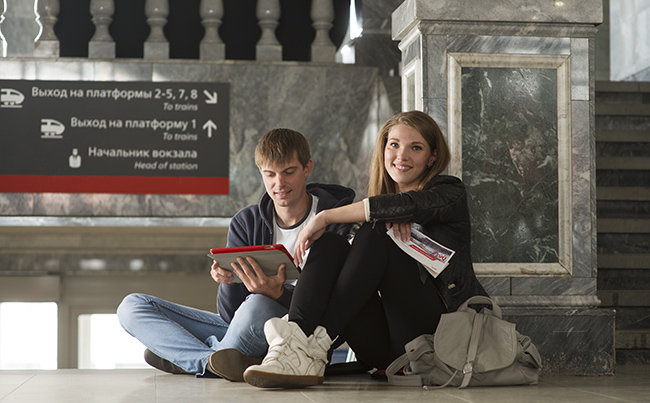 Выход на платформы 2-5, 7, 8
To trains
Выход на платформу 1
To trains
Начальник вокзала
Head of station